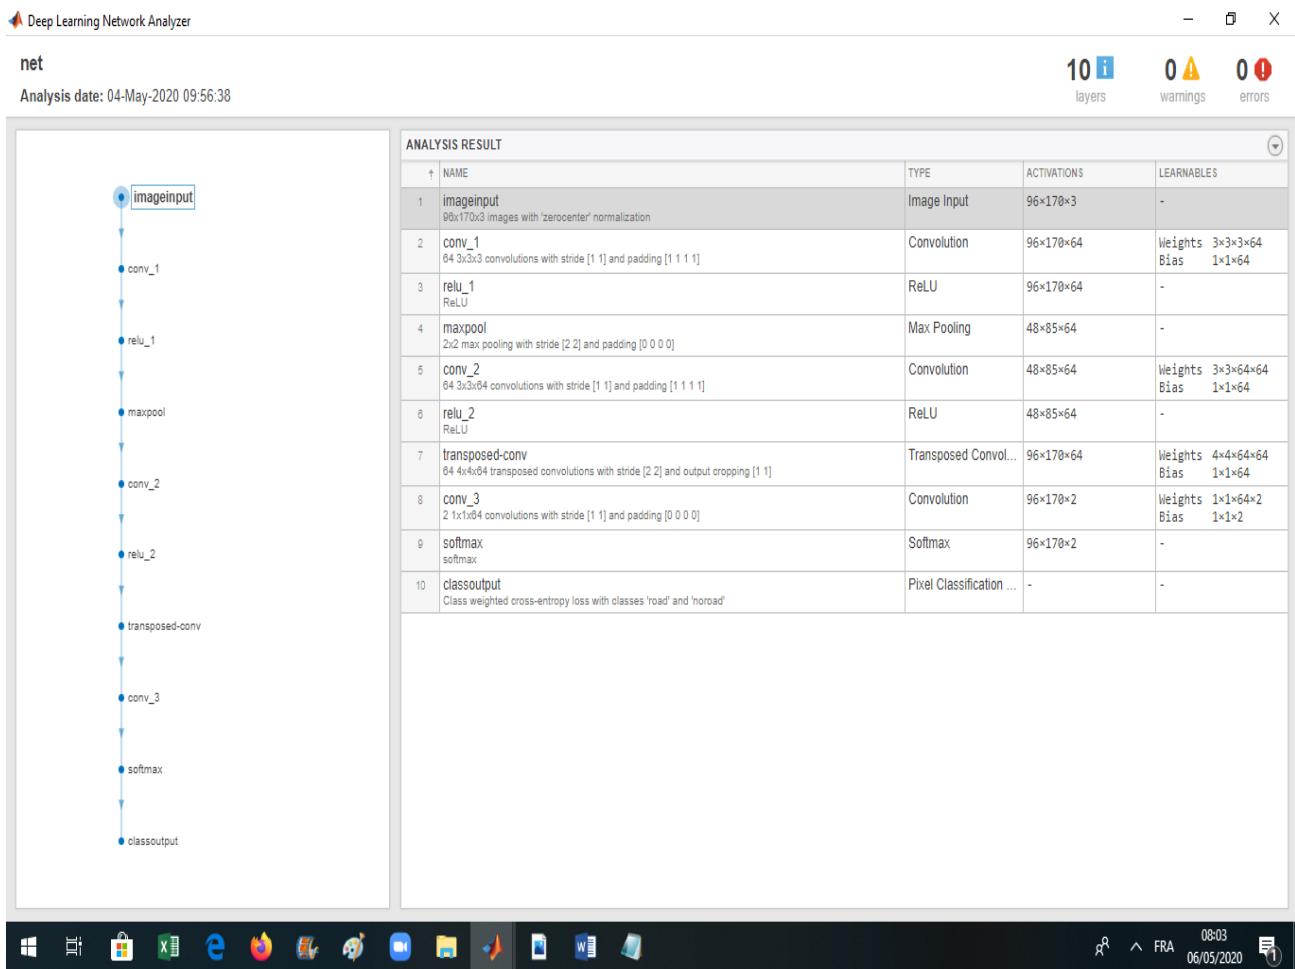 Deep Learning Network Analyzer
net
Analysis date: 04-May-2020 09:56:38
10
layers
0
warnings
0
errors
imageinput
conv_1
relu_1
maxpool
conv_2
relu_2
transposed-conv
conv_3
softmax
classoutput
ANALYSIS RESULT
NAME TYPE ACTIVATIONS LEARNABLES
1 imageinput Image Input 96×170×3 -
96x170x3 images with 'zerocenter' normalization
2 conv_1 Convolution 96×170×64 Weights 3×3×3×64
64 3x3x3 convolutions with stride [1 1] and padding [1 1 1 1] Bias 1×1×64
3 relu_1 ReLU 96×170×64 -
ReLU
4 maxpool Max Pooling 48×85×64 -
2x2 max pooling with stride [2 2] and padding [0 0 0 0]
5 conv_2 Convolution 48×85×64 Weights 3×3×64×64
64 3x3x64 convolutions with stride [1 1] and padding [1 1 1 1] Bias 1×1×64
6 relu_2 ReLU 48×85×64 -
ReLU
7 transposed-conv Transposed Convol... 96×170×64 Weights 4×4×64×64
64 4x4x64 transposed convolutions with stride [2 2] and output cropping [1 1] Bias 1×1×64
8 conv_3 Convolution 96×170×2 Weights 1×1×64×2
2 1x1x64 convolutions with stride [1 1] and padding [0 0 0 0] Bias 1×1×2
9 softmax Softmax 96×170×2 -
softmax
10 classoutput Pixel Classification ... - -
Class weighted cross-entropy loss with classes 'road' and 'noroad'
FRA
08:03
06/05/2020
1